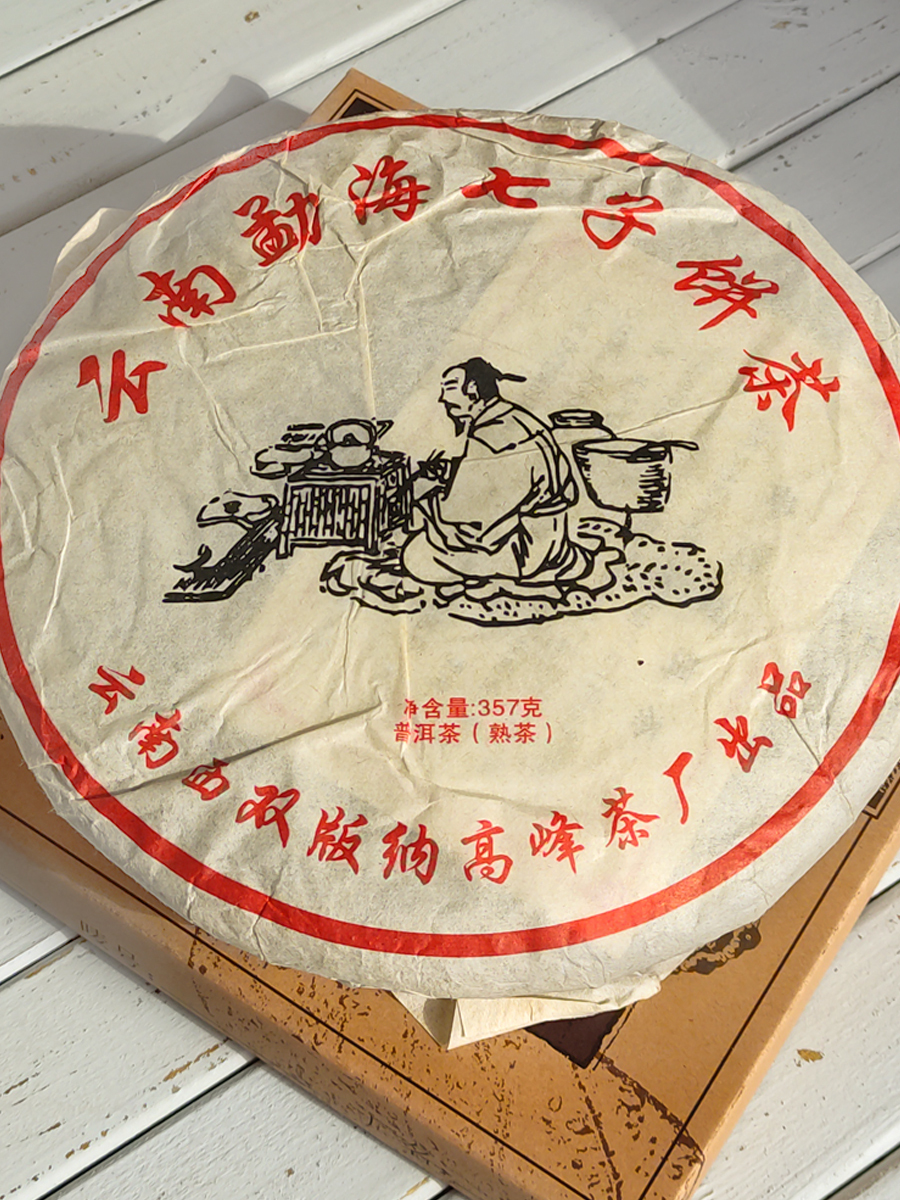 云南勐海七子饼茶
净含量:357克
普洱茶(熟茶)
云南西双版纳高峰茶厂出品